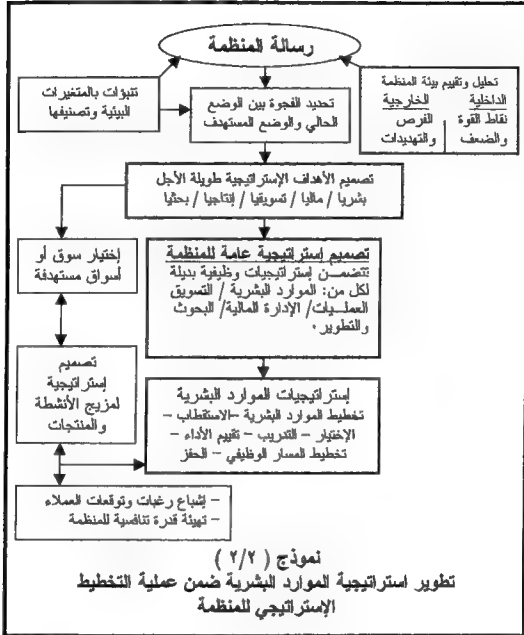 رسالة المنظمة
تحليل وتقييم بيئة المنظمة
الداخلية الخارجية
نقاط القوة الفرص
والضعف والتهديدات
تحديد الفجوة بين الوضع
الحالي والوضع المستهدف
تنبؤات بالمتغيرات
البيئية وتصنيفها
تصميم الأهداف الإستراتيجية طويلة الأجل
بشريا / ماليا / تسويقيا / إنتاجيا / بحثيا
تصميم إستراتيجية عامة للمنظمة
تتضمـــن إستراتيجيات وظيفية بديلة
لكل من: الموارد البشرية / التسويق
العملــيات/ الإدارة المالية/ البحوث
والتطوير .
إختيار سوق أو
أسواق مستهدفة
إستراتيجيات الموارد البشرية
تخطيط الموارد البشرية –الاستقطاب –
الإختيار – التدريب – تقييم الأداء –
تخطيط المسار الوظيفي – الحفز
تصميم
إستراتيجية
لمزيج الأنشطة
والمنتجات
– إشباع رغبات وتوقعات العملاء
– تهيئة قدرة تنافسية للمنظمة
نموذج ( ٢/٢ )
تطوير استراتيجية الموارد البشرية ضمن عملية التخطيط
الإستراتيجي للمنظمة